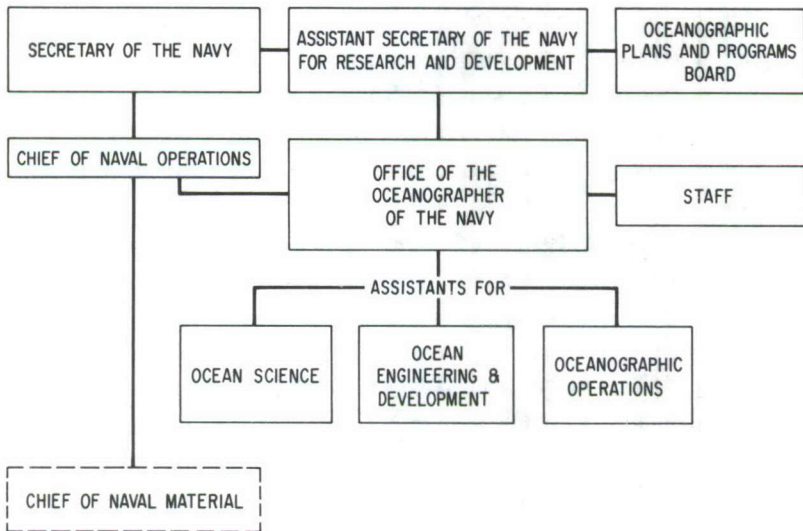 SECRETARY OF THE NAVY
ASSISTANT SECRETARY OF THE NAVY
FOR RESEARCH AND DEVELOPMENT
OCEANOGRAPHIC
PLANS AND PROGRAMS
BOARD
CHIEF OF NAVAL OPERATIONS
OFFICE OF THE
OCEANOGRAPHER
OF THE NAVY
STAFF
ASSISTANTS FOR
OCEAN SCIENCE
OCEAN
ENGINEERING &
DEVELOPMENT
OCEANOGRAPHIC
OPERATIONS
CHIEF OF NAVAL MATERIAL